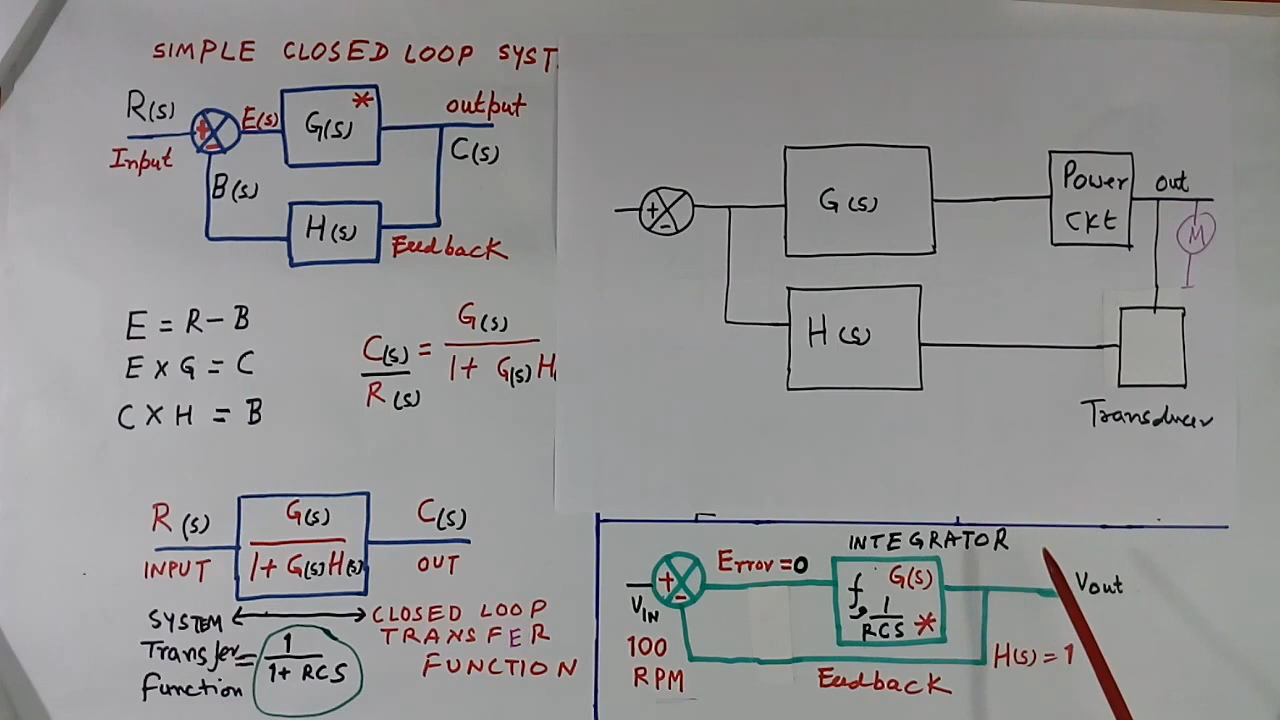 SIMPLE CLOSED LOOP SYST
R(s)
Input
+
-
E(s)
G(s)
*
output
C(s)
B(s)
H(s)
Feedback
E = R - B
E X G = C
C X H = B
C(s)/R(s) = G(s)/1 + G(s)H
R(s)
INPUT
G(s)
1 + G(s)H(s)
C(s)
OUT
SYSTEM
Transfer
function
= 1/1 + RCS
CLOSED LOOP
TRANSFER
FUNCTION
+
-
G(s)
Power
CKt
out
M
H(s)
Transducer
INTEGRATOR
+
-
Error = 0
G(s)
∫, 1/RCS *
Vout
VIN
100
RPM
H(s) = 1
Feedback